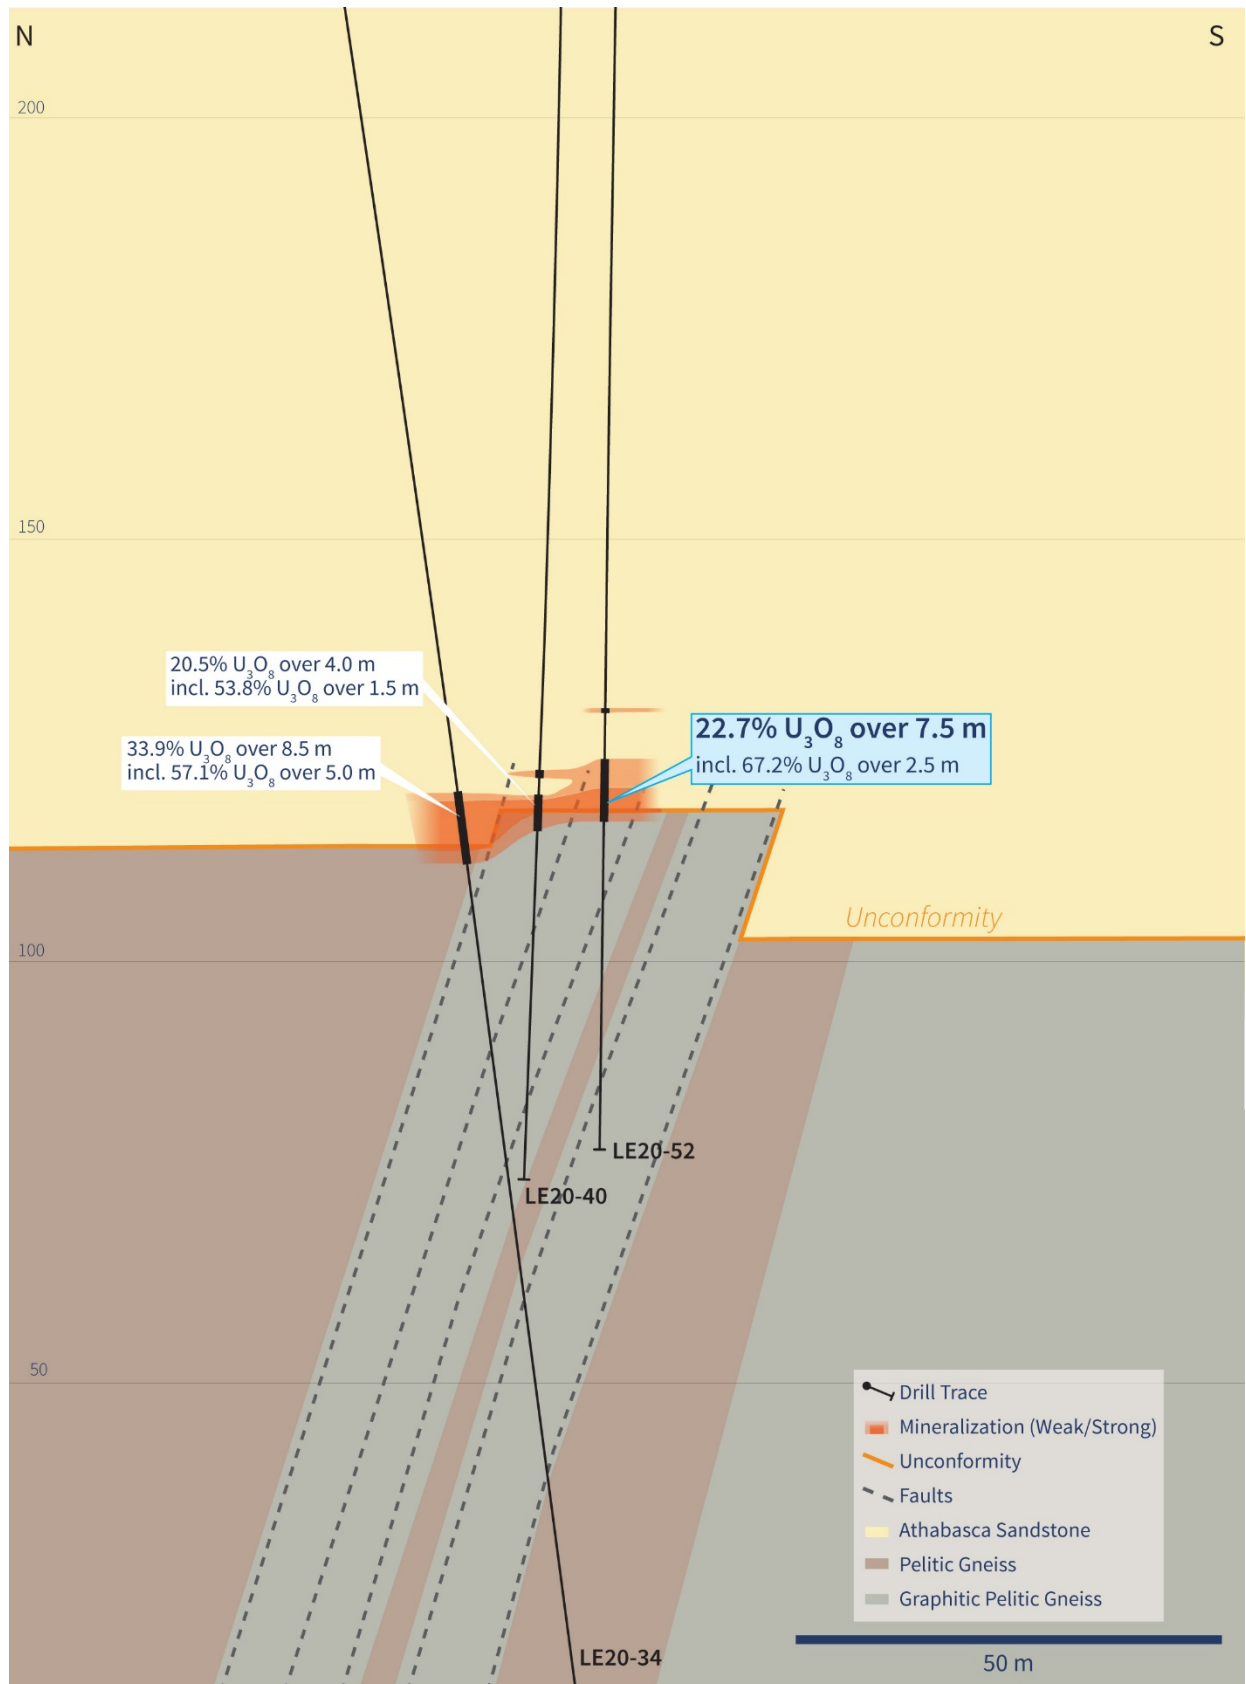 N
S
200
150
20.5% U₃O₈ over 4.0 m
incl. 53.8% U₃O₈ over 1.5 m
33.9% U₃O₈ over 8.5 m
incl. 57.1% U₃O₈ over 5.0 m
22.7% U₃O₈ over 7.5 m
incl. 67.2% U₃O₈ over 2.5 m
Unconformity
100
LE20-52
LE20-40
50
Drill Trace
Mineralization (Weak/Strong)
Unconformity
Faults
Athabasca Sandstone
Pelitic Gneiss
Graphitic Pelitic Gneiss
LE20-34
50 m